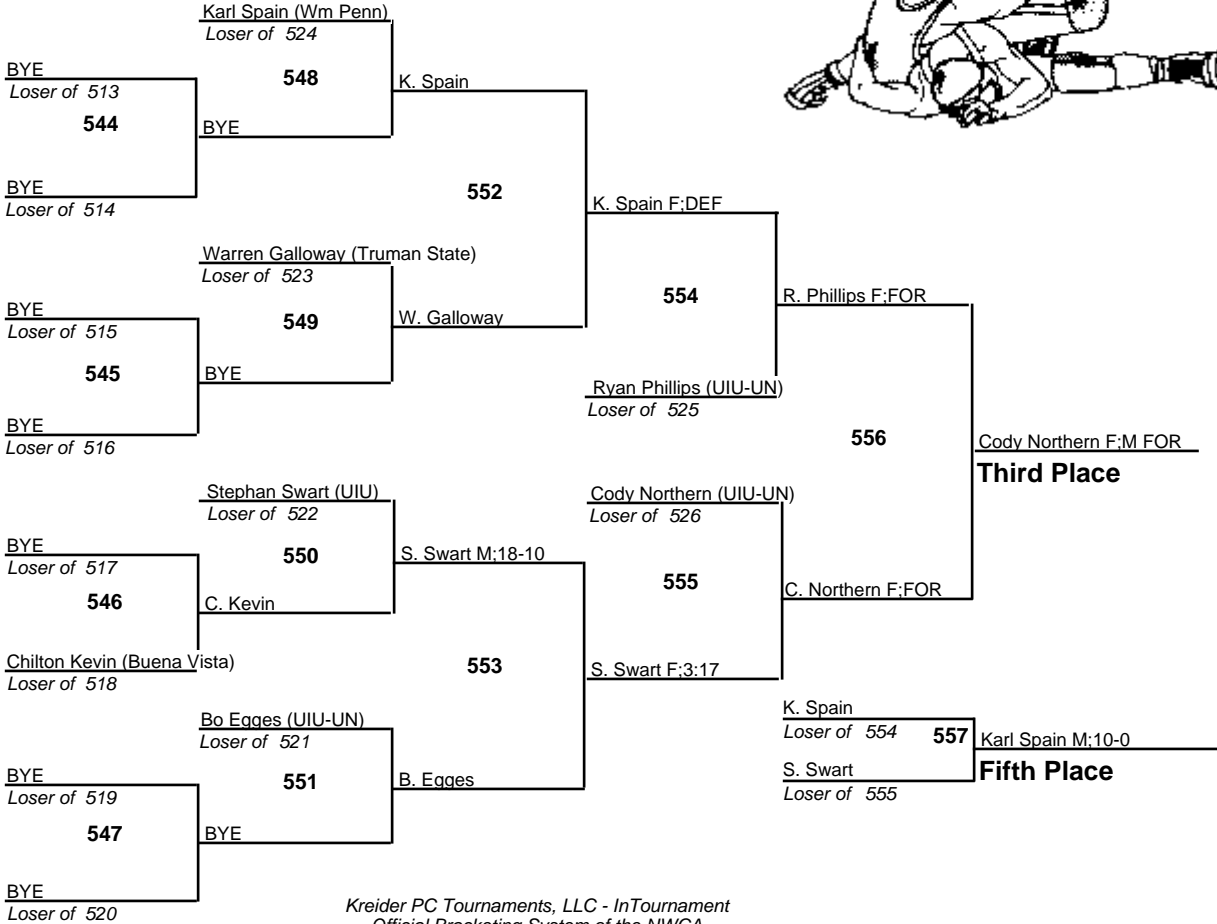 Karl Spain (Wm Penn)
Loser of 524
BYE
Loser of 513
548
K. Spain
544
BYE
BYE
Loser of 514
552
K. Spain F;DEF
Warren Galloway (Truman State)
Loser of 523
554
R. Phillips F;FOR
BYE
Loser of 515
549
W. Galloway
545
BYE
Ryan Phillips (UIU-UN)
Loser of 525
BYE
Loser of 516
556
Cody Northern F;M FOR
Third Place
Stephan Swart (UIU)
Loser of 522
Cody Northern (UIU-UN)
Loser of 526
BYE
Loser of 517
550
S. Swart M;18-10
555
C. Northern F;FOR
546
C. Kevin
Chilton Kevin (Buena Vista)
Loser of 518
553
S. Swart F;3:17
Bo Egges (UIU-UN)
Loser of 521
K. Spain
Loser of 554
557
Karl Spain M;10-0
Fifth Place
BYE
Loser of 519
551
B. Egges
S. Swart
Loser of 555
547
BYE
BYE
Loser of 520
Kreider PC Tournaments, LLC - InTournament
Official Bracketing System of the NWCA